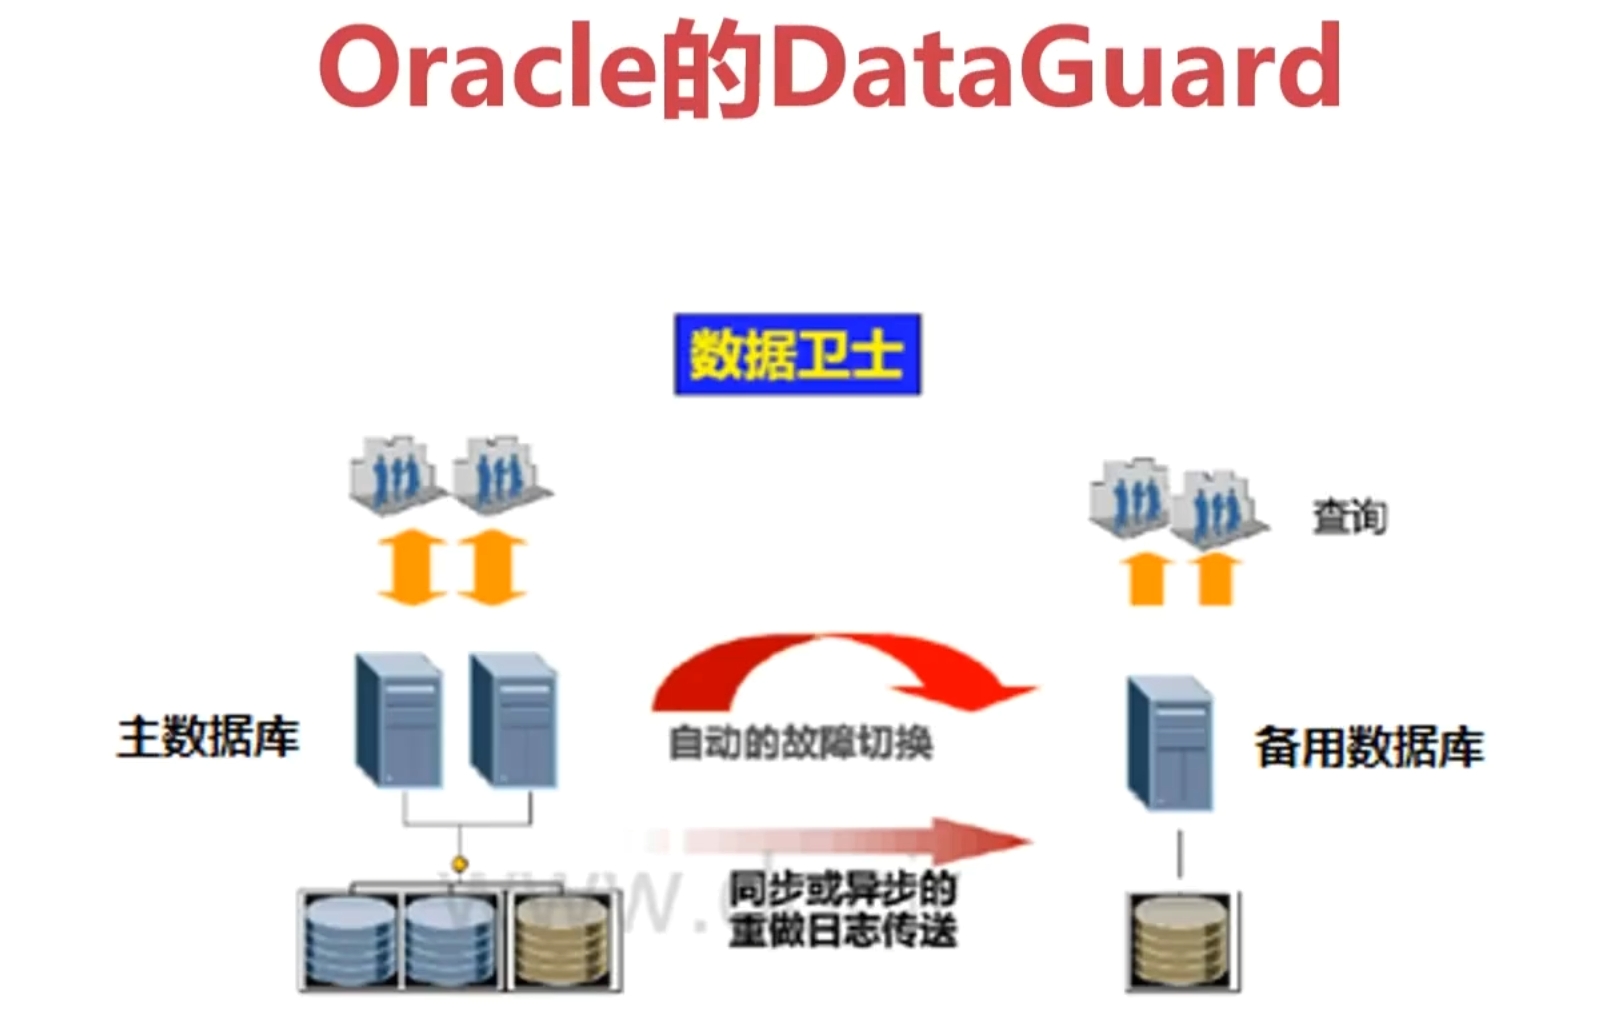 Oracle的DataGuard
数据卫士
查询
主数据库
自动的故障切换
备用数据库
同步或异步的
重做日志传送